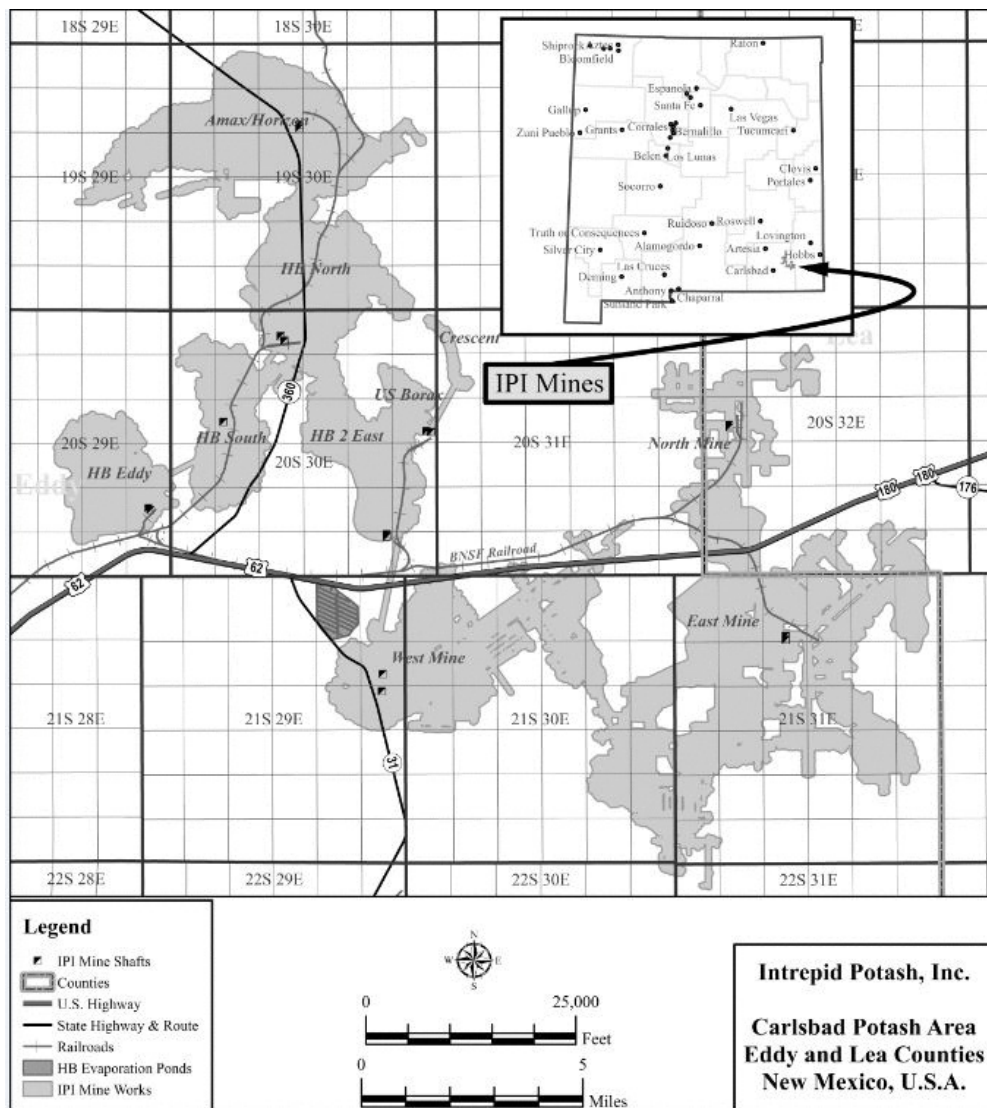 18S 29E
18S 30E
E
Shiprock Aztec
Bloomfield
Raton
Espanola
Santa Fe
Las Vegas
Gallup
Zuni Pueblo
Grants
Corrales
Bernalillo
Tucumcari
Belen
Los Lunas
Clovis
Portales
Socorro
Ruidoso
Roswell
Truth or Consequences
Lovington
Silver City
Alamogordo
Artesia
Hobbs
Las Cruces
Carlsbad
Deming
Anthony
Chaparral
Sunland Park
Amax/Horizon
19S 29E
19S 30E
E
HB North
Crescent
IPI Mines
Lea
360
US Borax
20S 29E
HB South
HB 2 East
20S 31E
North Mine
20S 32E
HB Eddy
20S 30E
Eddy
180
180
176
BNSF Railroad
62
62
East Mine
West Mine
21S 28E
21S 29E
21S 30E
21S 31E
31
22S 28E
22S 29E
22S 30E
22S 31E
Legend
IPI Mine Shafts
Counties
U.S. Highway
State Highway & Route
Railroads
HB Evaporation Ponds
IPI Mine Works
N
W E
S
0 25,000
Feet
0 5
Miles
Intrepid Potash, Inc.
Carlsbad Potash Area
Eddy and Lea Counties
New Mexico, U.S.A.